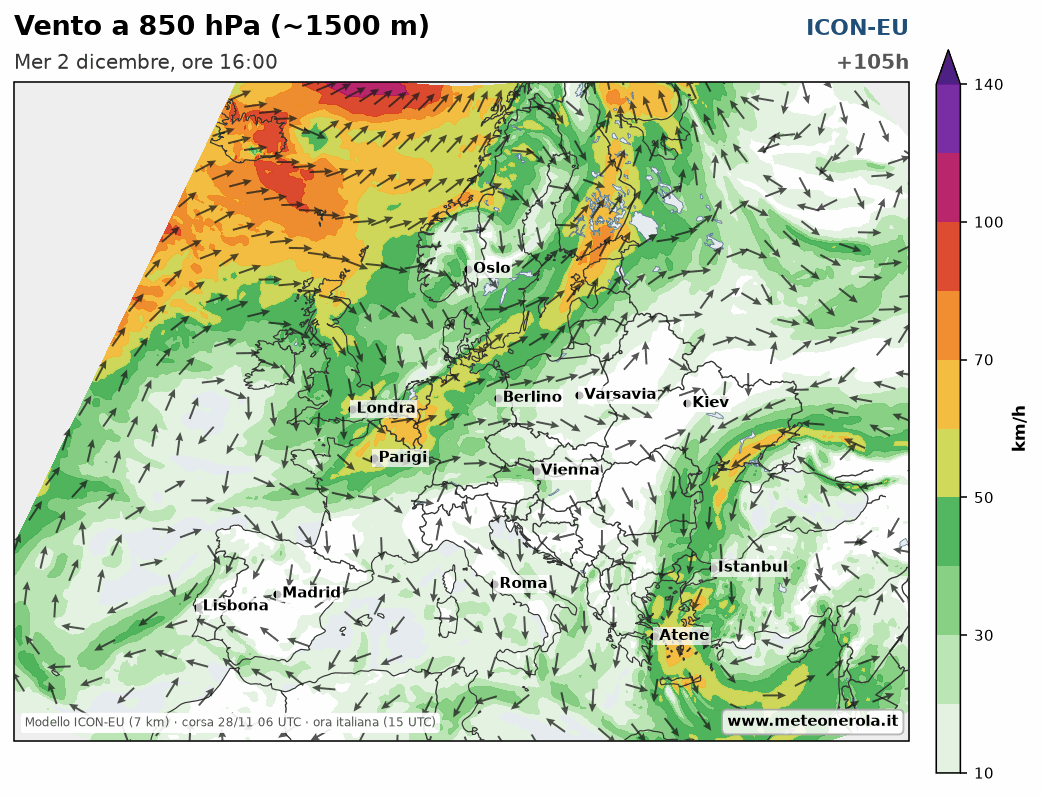 Vento a 850 hPa (~1500 m)
ICON-EU
Mer 2 dicembre, ore 16:00
+105h
140
100
70
50
30
10
km/h
Oslo
Berlino
Varsavia
Kiev
Londra
Parigi
Vienna
Istanbul
Roma
Madrid
Lisbona
Atene
Modello ICON-EU (7 km) · corsa 28/11 06 UTC · ora italiana (15 UTC)
www.meteonerola.it